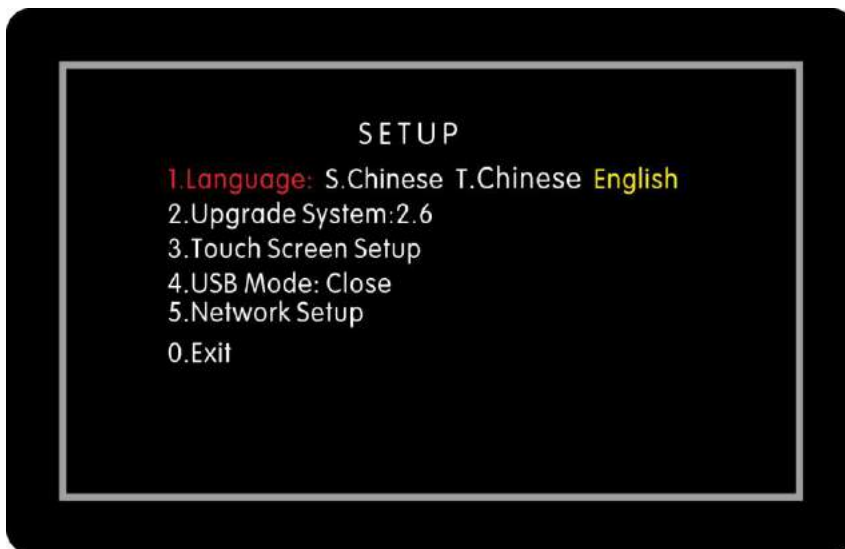 SETUP
1.Language: S.Chinese T.Chinese English
2.Upgrade System:2.6
3.Touch Screen Setup
4.USB Mode: Close
5.Network Setup
0.Exit